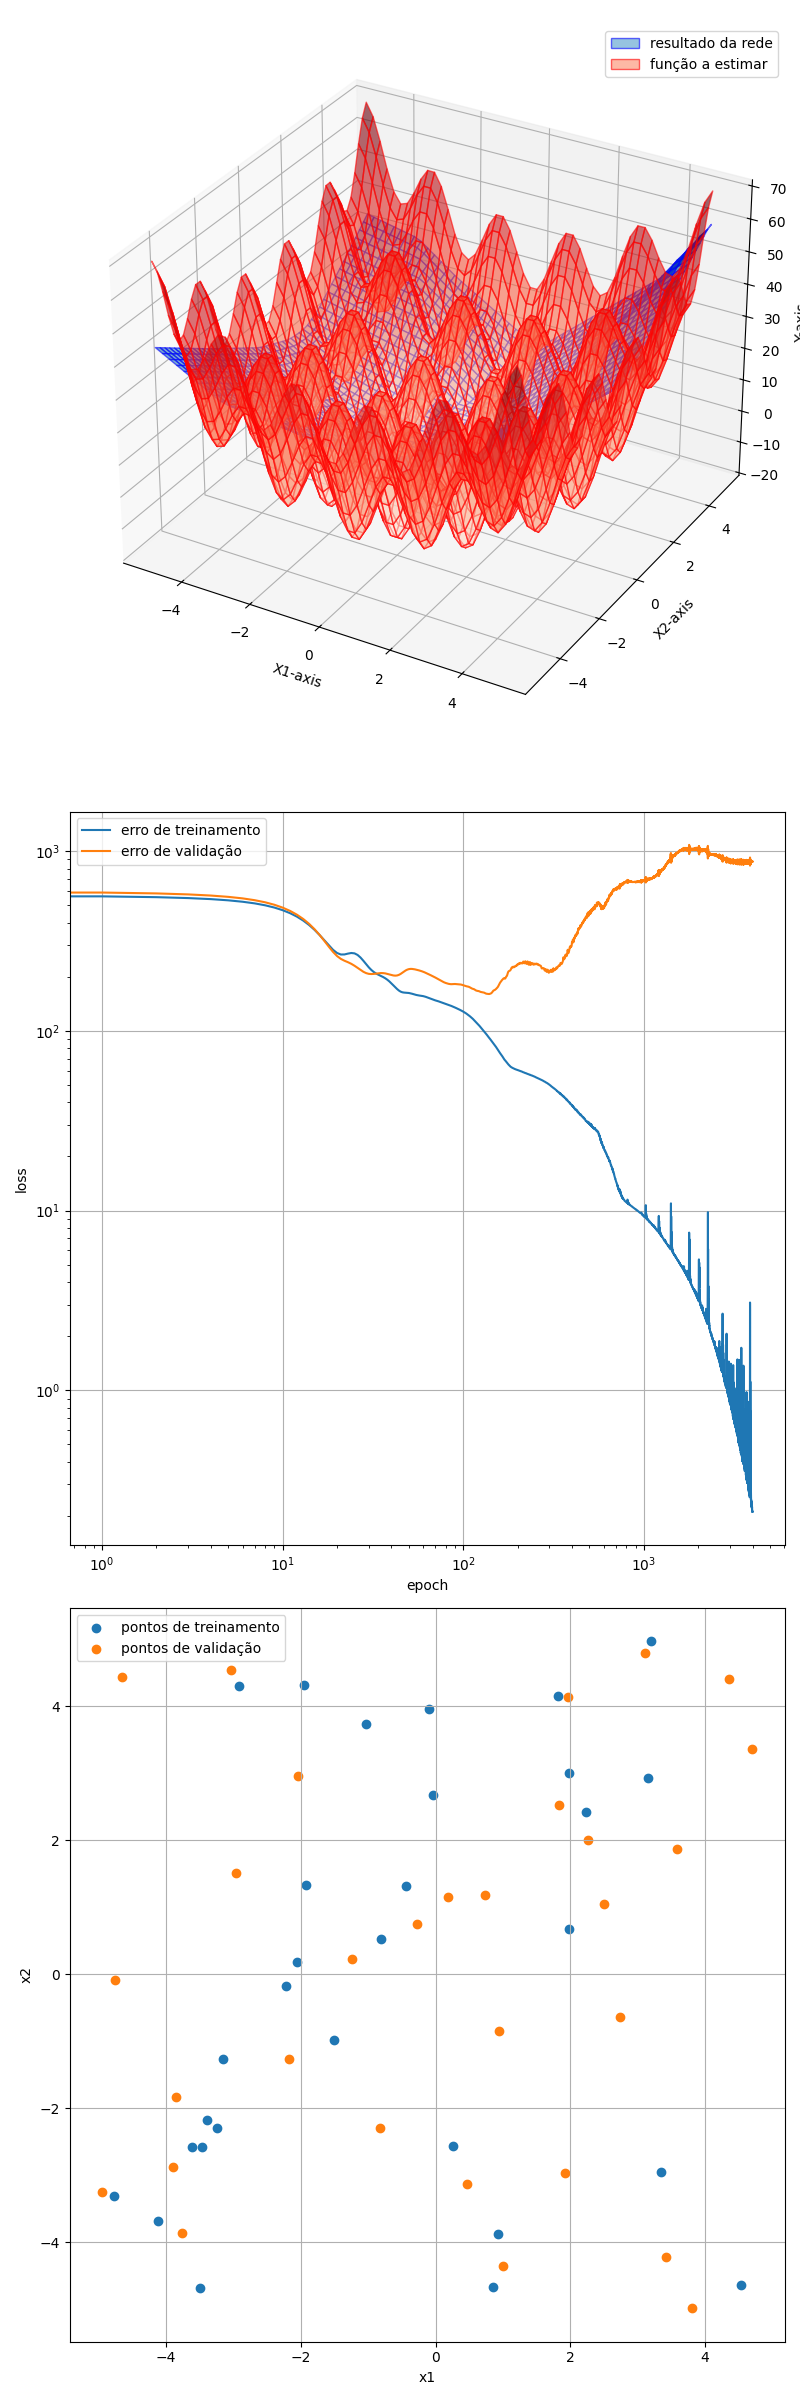 resultado da rede
função a estimar
70
60
50
40
30
20
10
0
−10
−20
−4
−2
0
2
4
X1-axis
−4
−2
0
2
4
X2-axis
erro de treinamento
erro de validação
10³
10²
10¹
10⁰
loss
10⁰ 10¹ 10² 10³
epoch
pontos de treinamento
pontos de validação
4
2
0
−2
−4
x2
−4 −2 0 2 4
x1